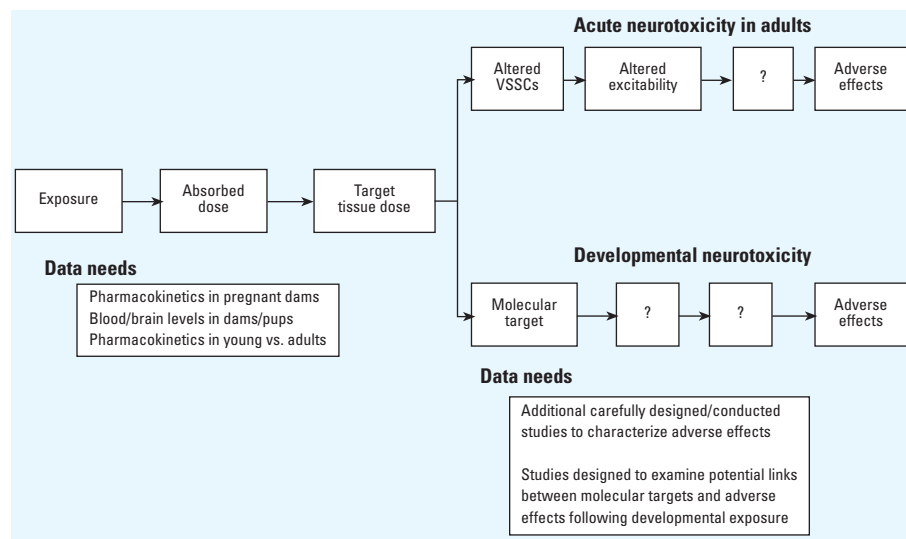 Acute neurotoxicity in adults
Altered
VSSCs
Altered
excitability
?
Adverse
effects
Exposure
Absorbed
dose
Target
tissue dose
Data needs
Pharmacokinetics in pregnant dams
Blood/brain levels in dams/pups
Pharmacokinetics in young vs. adults
Developmental neurotoxicity
Molecular
target
?
?
Adverse
effects
Data needs
Additional carefully designed/conducted
studies to characterize adverse effects
Studies designed to examine potential links
between molecular targets and adverse
effects following developmental exposure